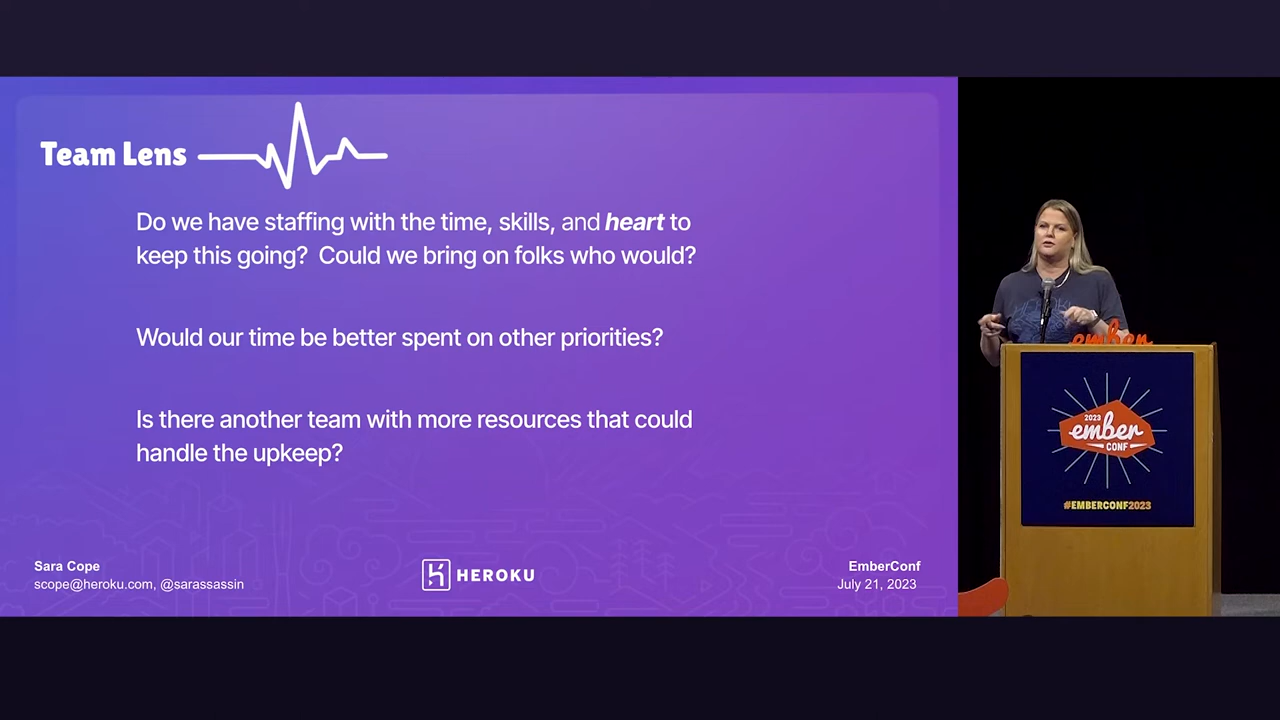 Team Lens
Do we have staffing with the time, skills, and heart to
keep this going?  Could we bring on folks who would?
Would our time be better spent on other priorities?
Is there another team with more resources that could
handle the upkeep?
Sara Cope
scope@heroku.com, @sarassassin
HEROKU
EmberConf
July 21, 2023
ember
2023
ember
CONF
#EMBERCONF2023